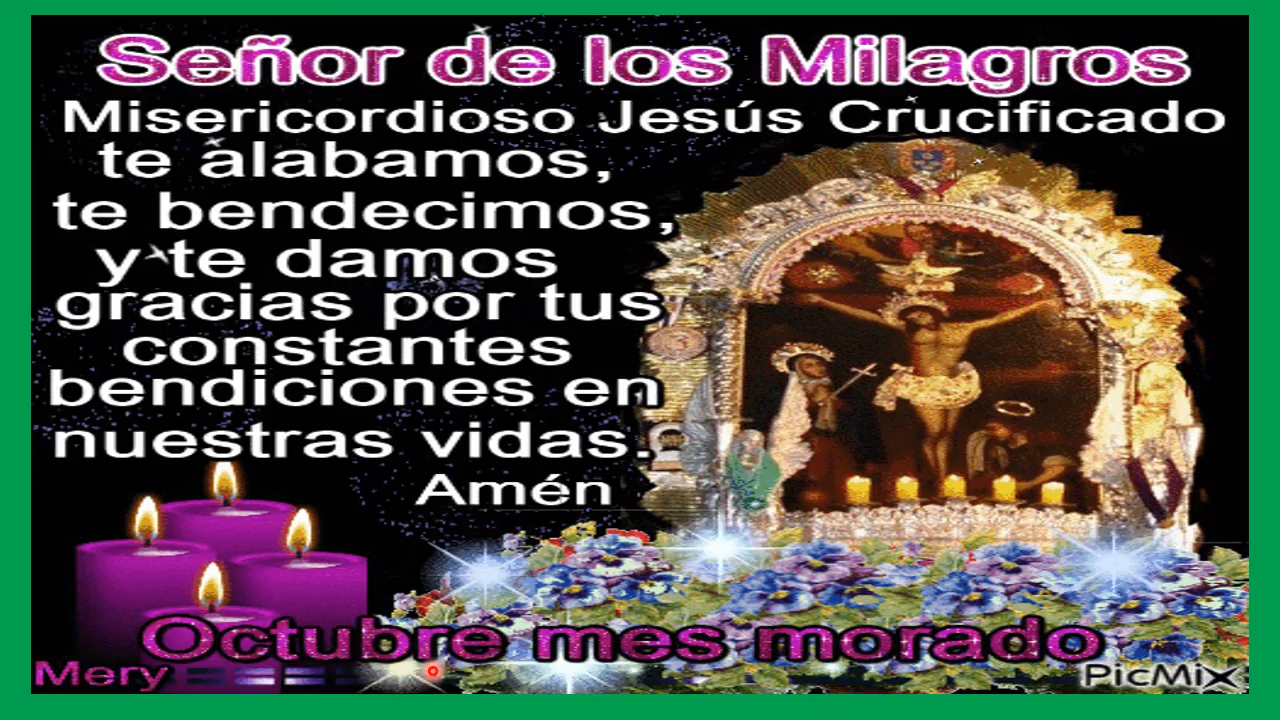 Señor de los Milagros
Misericordioso Jesús Crucificado
te alabamos,
te bendecimos,
y te damos
gracias por tus
constantes
bendiciones en
nuestras vidas.
Amén
Octubre mes morado
Mery
PicMix